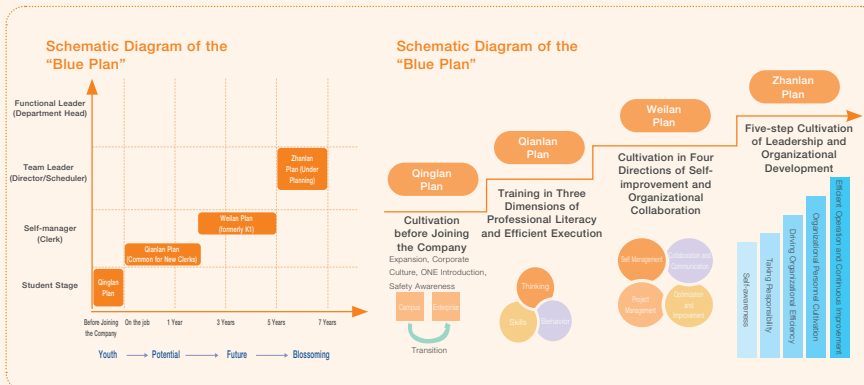 Schematic Diagram of the
“Blue Plan”
Functional Leader
(Department Head)
Team Leader
(Director/Scheduler)
Self-manager
(Clerk)
Student Stage
Zhanlan
Plan (Under
Planning)
Weilan Plan
(formerly K1)
Qianlan Plan
(Common for New Clerks)
Qinglan
Plan
Before Joining
the Company
On the job
1 Year
3 Years
5 Years
7 Years
Youth
Potential
Future
Blossoming
Schematic Diagram of the
“Blue Plan”
Qinglan
Plan
Cultivation
before Joining
the Company
Expansion, Corporate
Culture, ONE Introduction,
Safety Awareness
Campus
Enterprise
Transition
Qianlan
Plan
Training in Three
Dimensions of
Professional Literacy
and Efficient Execution
Thinking
Skills
Behavior
Weilan
Plan
Cultivation in Four
Directions of Self-
improvement and
Organizational
Collaboration
Self Management
Collaboration and
Communication
Project
Management
Optimization
and
Improvement
Zhanlan
Plan
Five-step Cultivation
of Leadership and
Organizational
Development
Self-awareness
Taking Responsibility
Driving Organizational Efficiency
Organizational Personnel Cultivation
Efficient Operation and Continuous Improvement